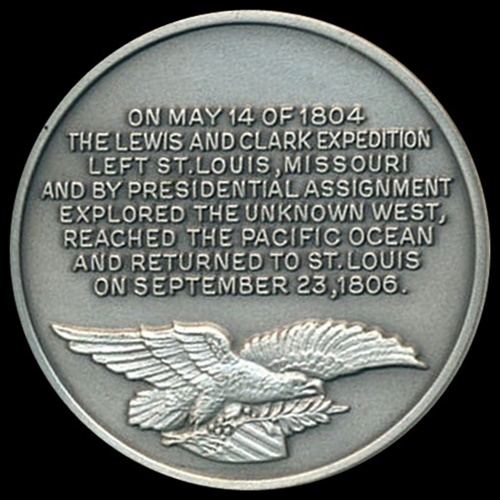 ON MAY 14 OF 1804
THE LEWIS AND CLARK EXPEDITION
LEFT ST. LOUIS, MISSOURI
AND BY PRESIDENTIAL ASSIGNMENT
EXPLORED THE UNKNOWN WEST,
REACHED THE PACIFIC OCEAN
AND RETURNED TO ST. LOUIS
ON SEPTEMBER 23, 1806.